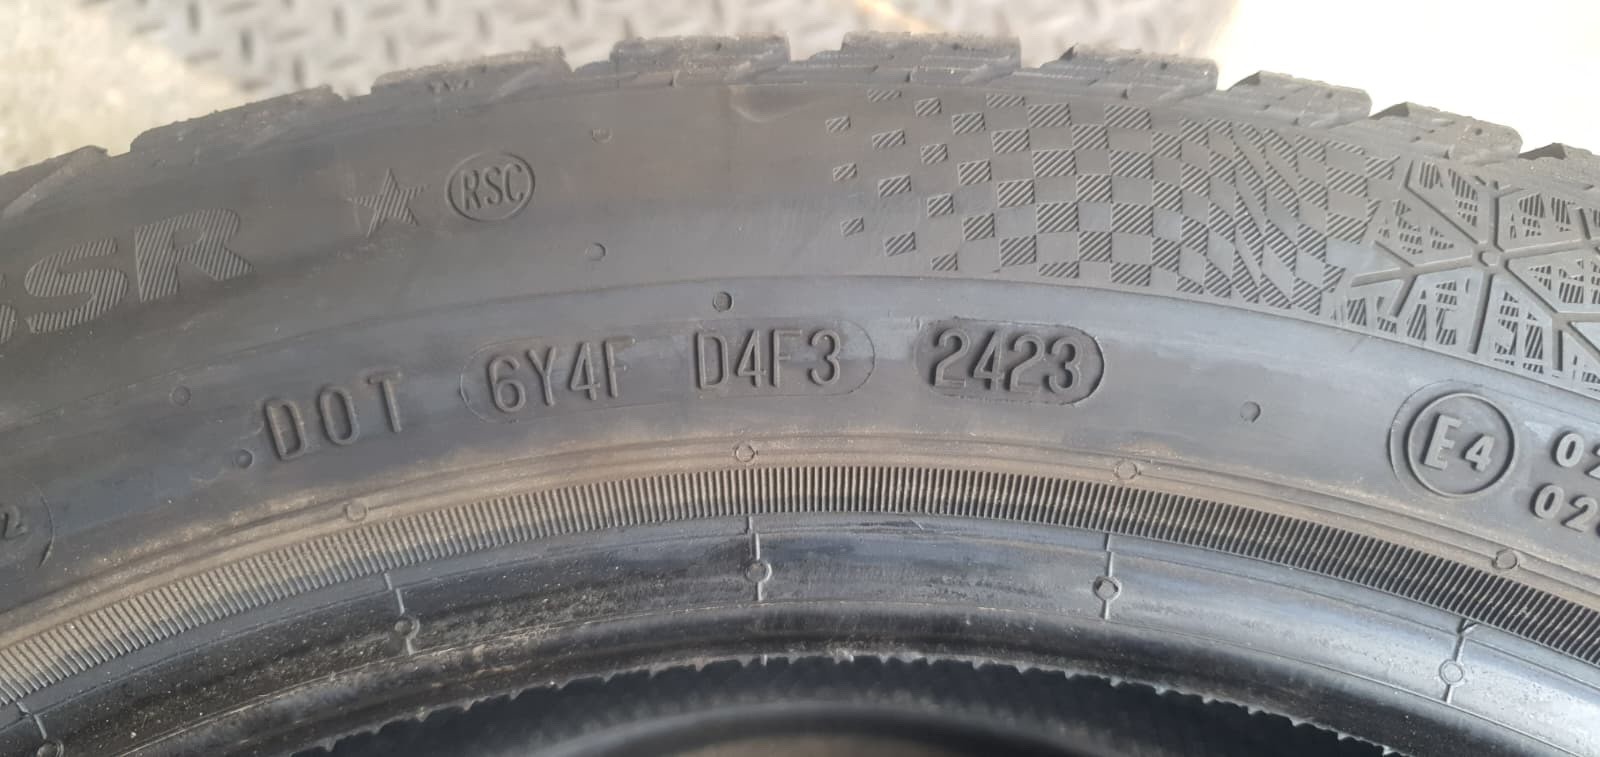 SSR ★ RSC
DOT 6Y4F D4F3 2423
E4